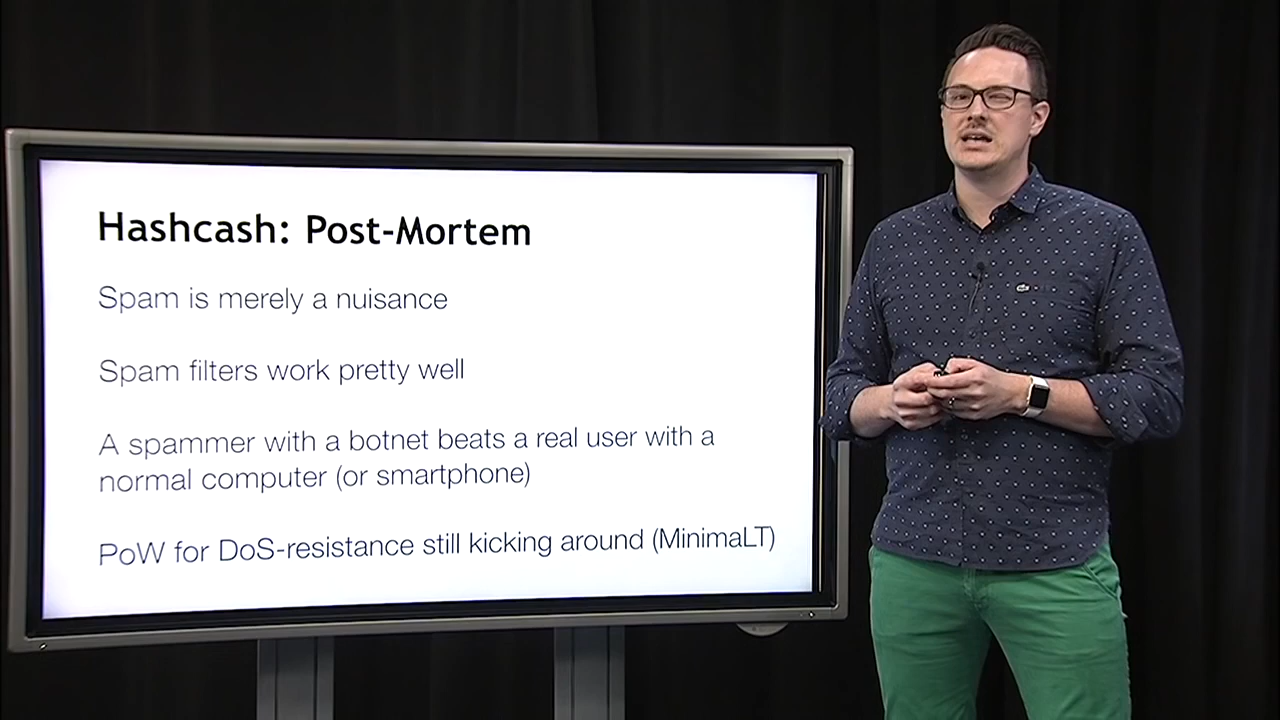 Hashcash: Post-Mortem
Spam is merely a nuisance
Spam filters work pretty well
A spammer with a botnet beats a real user with a
normal computer (or smartphone)
PoW for DoS-resistance still kicking around (MinimaLT)